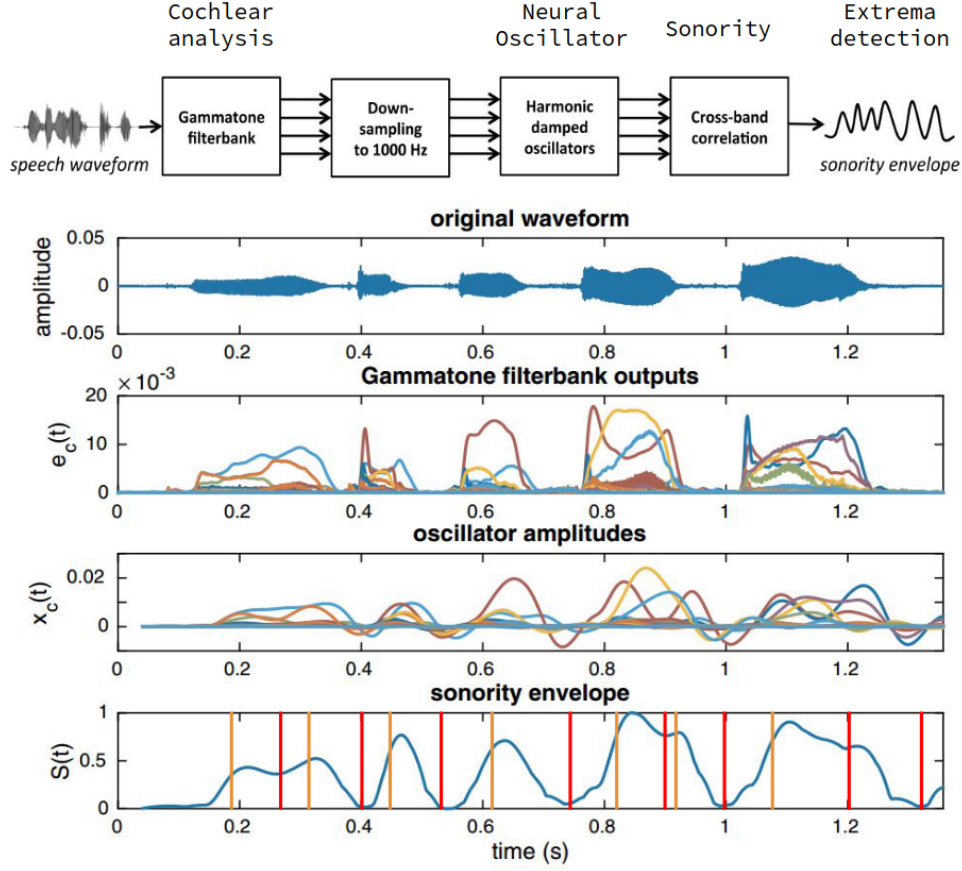 Cochlear
analysis
Neural
Oscillator
Sonority
Extrema
detection
speech waveform
Gammatone
filterbank
Down-
sampling
to 1000 Hz
Harmonic
damped
oscillators
Cross-band
correlation
sonority envelope
original waveform
amplitude
0.05
0
-0.05
0 0.2 0.4 0.6 0.8 1 1.2
× 10⁻³
Gammatone filterbank outputs
e_c(t)
20
10
0
0 0.2 0.4 0.6 0.8 1 1.2
oscillator amplitudes
x_c(t)
0.02
0
0 0.2 0.4 0.6 0.8 1 1.2
sonority envelope
S(t)
1
0.5
0
0 0.2 0.4 0.6 0.8 1 1.2
time (s)